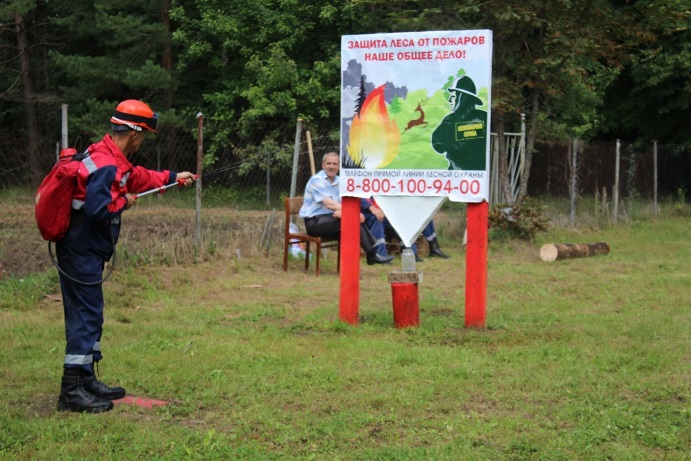 ЗАЩИТА ЛЕСА ОТ ПОЖАРОВ
НАШЕ ОБЩЕЕ ДЕЛО!
ТЕЛЕФОН ПРЯМОЙ ЛИНИИ ЛЕСНОЙ ОХРАНЫ
8-800-100-94-00